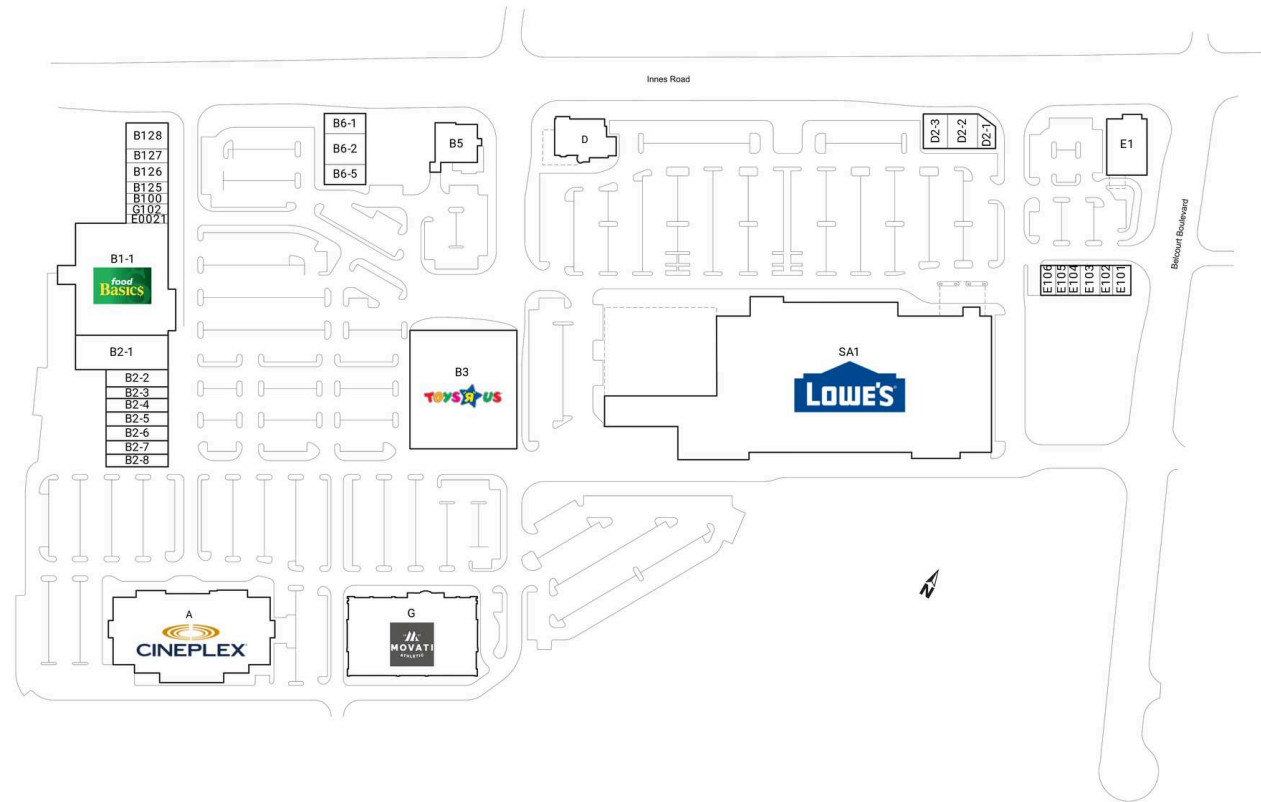 Innes Road
B128
B127
B126
B125
B100
G102
E0021
B1-1
food
Basics
B2-1
B2-2
B2-3
B2-4
B2-5
B2-6
B2-7
B2-8
B6-1
B6-2
B6-5
B5
D
D2-3
D2-2
D2-1
E1
Belcourt Boulevard
E106
E105
E104
E103
E102
E101
B3
TOYS R US
SA1
LOWE'S
A
CINEPLEX
G
MOVATI
ATHLETIC
N